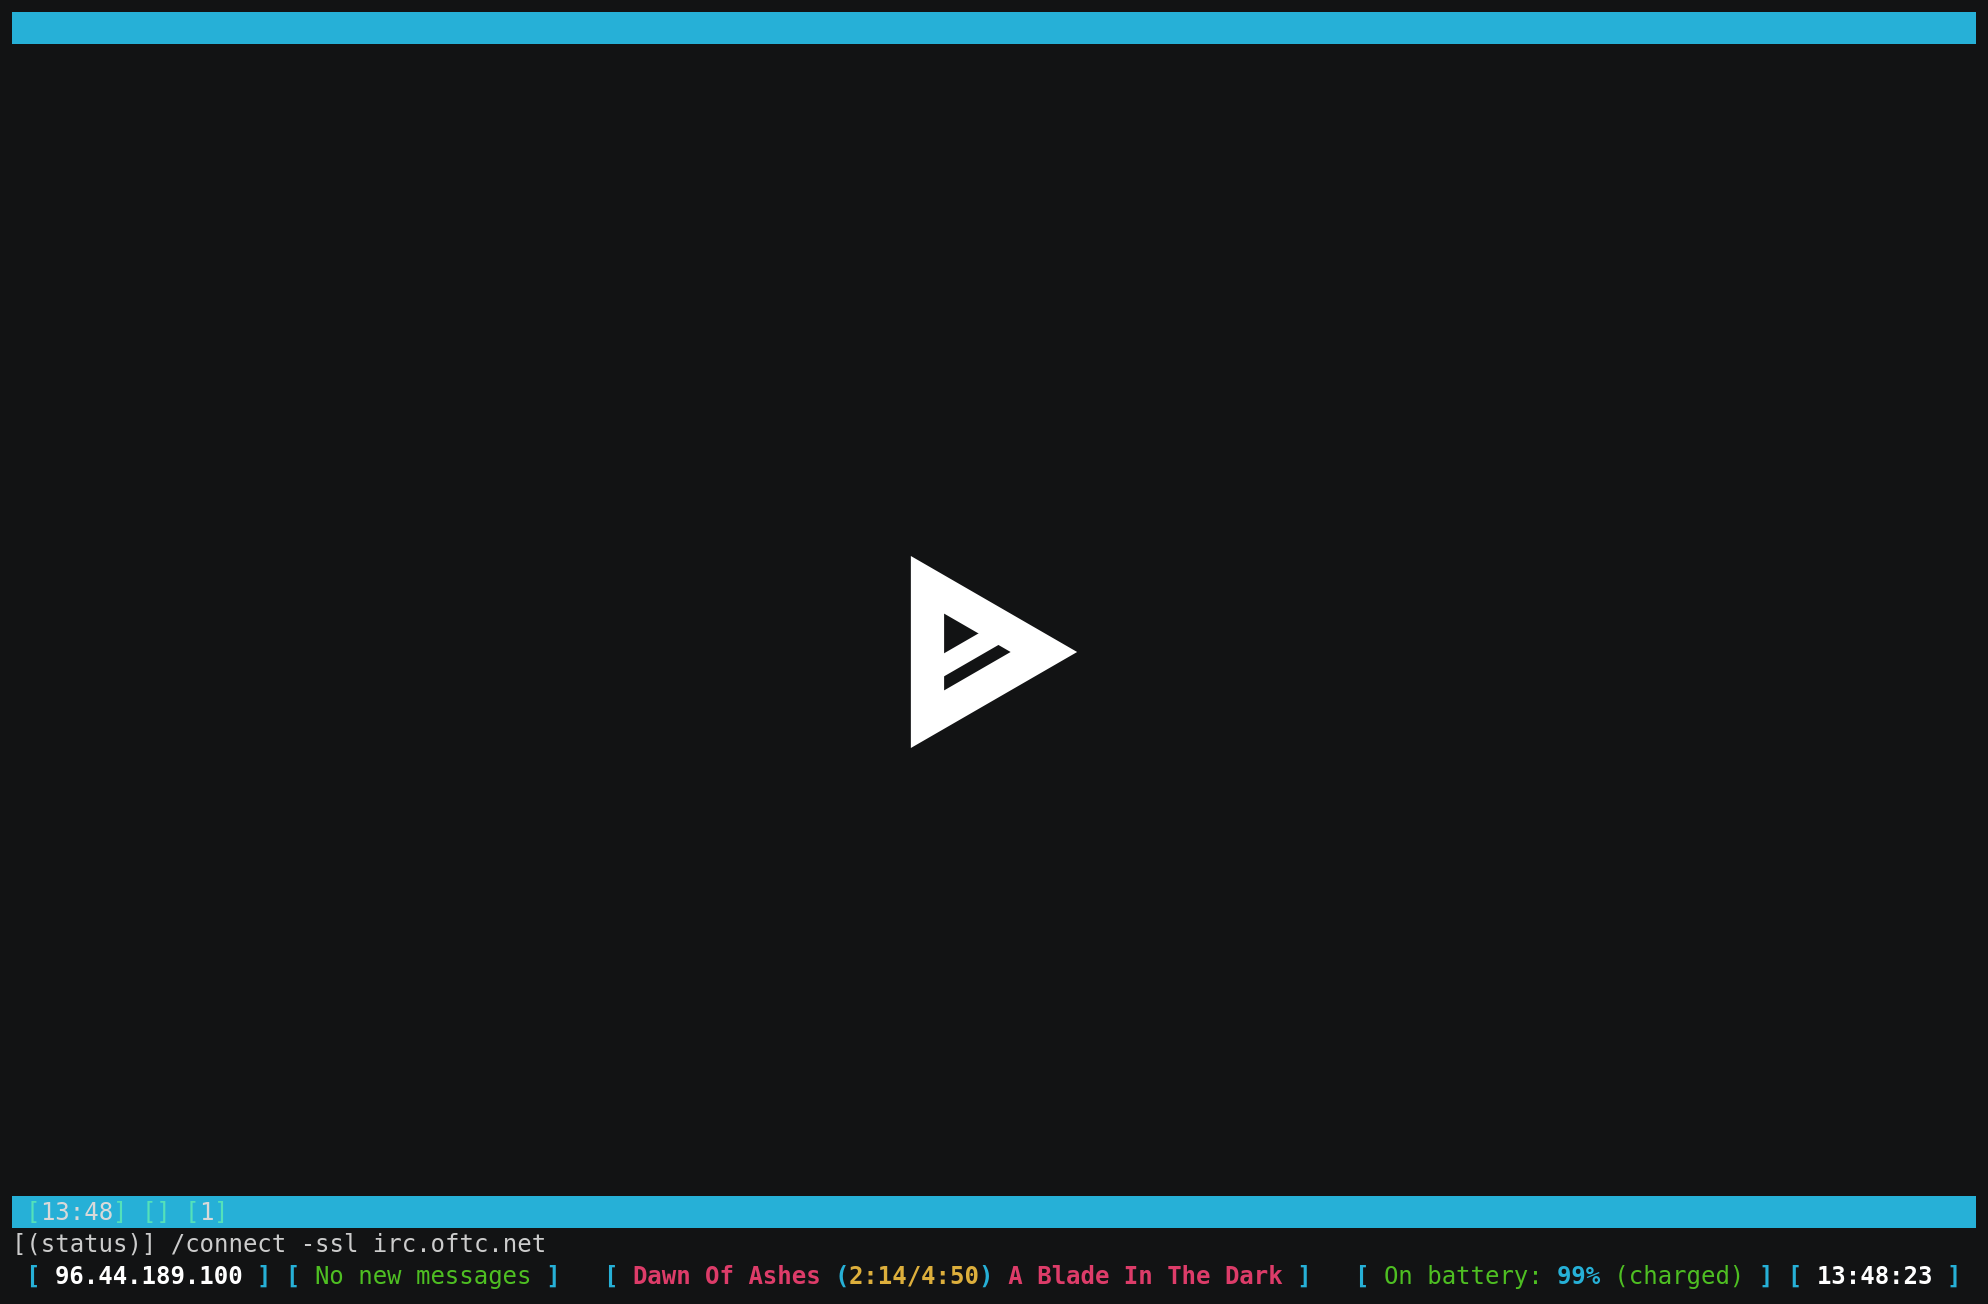 [13:48] [] [1]
[(status)] /connect -ssl irc.oftc.net
[ 96.44.189.100 ] [ No new messages ] [ Dawn Of Ashes (2:14/4:50) A Blade In The Dark ] [ On battery: 99% (charged) ] [ 13:48:23 ]